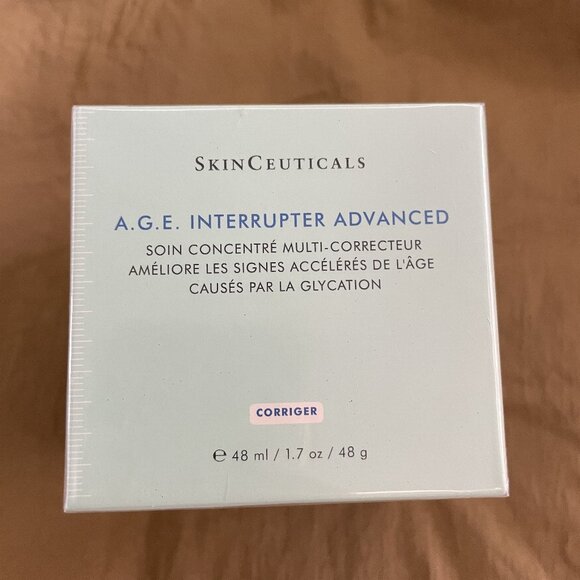 SKINCEUTICALS
A.G.E. INTERRUPTER ADVANCED
SOIN CONCENTRÉ MULTI-CORRECTEUR
AMÉLIORE LES SIGNES ACCÉLÉRÉS DE L'ÂGE
CAUSÉS PAR LA GLYCATION
CORRIGER
℮ 48 ml / 1.7 oz / 48 g